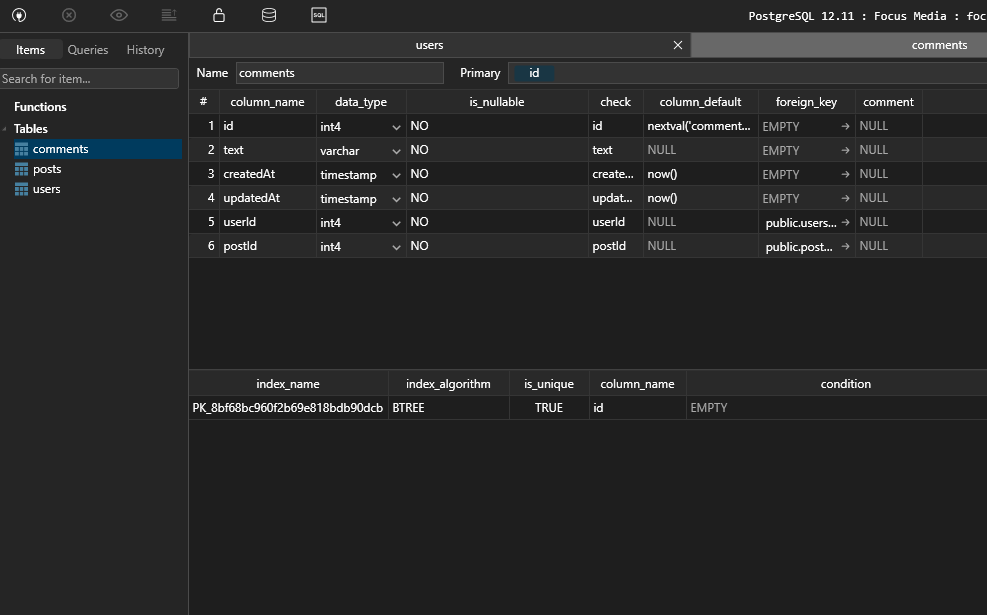 SQL PostgreSQL 12.11 : Focus Media : foc
Items Queries History users comments
Search for item... Name comments Primary id
Functions
Tables
comments
posts
users
# column_name data_type is_nullable check column_default foreign_key comment
1 id int4 NO id nextval('comment... EMPTY NULL
2 text varchar NO text NULL EMPTY NULL
3 createdAt timestamp NO create... now() EMPTY NULL
4 updatedAt timestamp NO updat... now() EMPTY NULL
5 userId int4 NO userId NULL public.users... NULL
6 postId int4 NO postId NULL public.post... NULL
index_name index_algorithm is_unique column_name condition
PK_8bf68bc960f2b69e818bdb90dcb BTREE TRUE id EMPTY